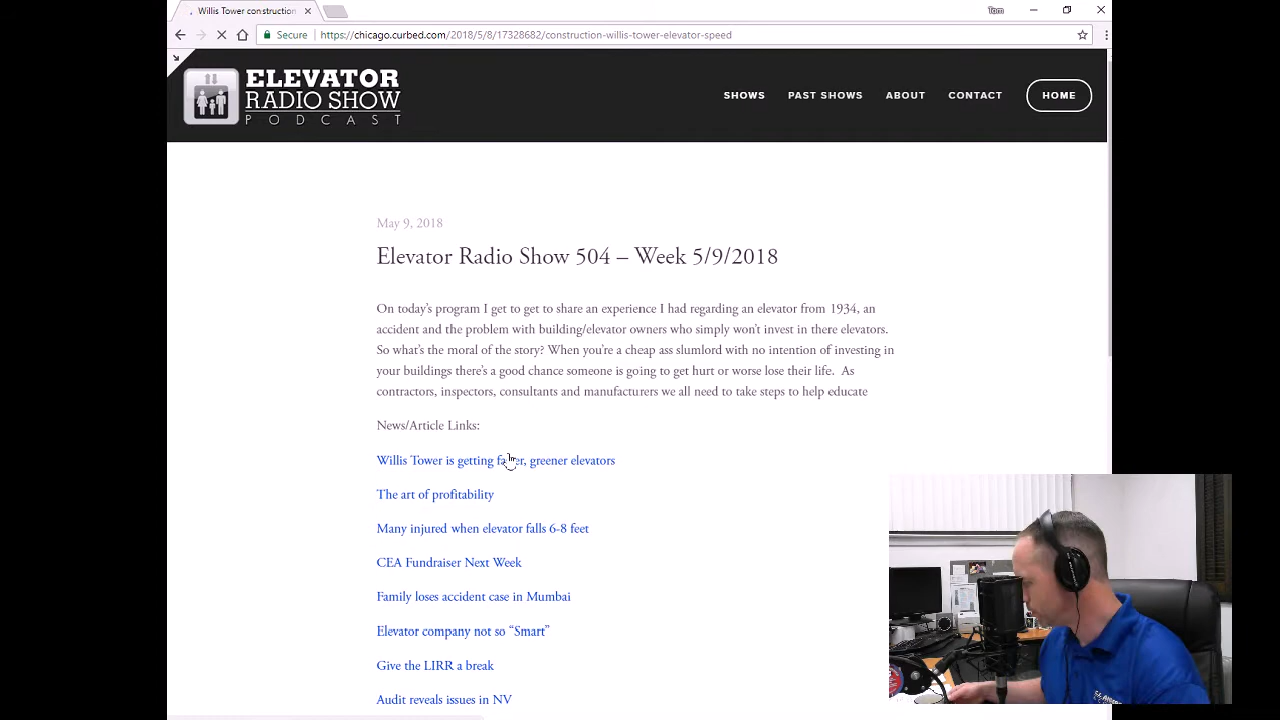 Willis Tower construction
Tom
Secure
https://chicago.curbed.com/2018/5/8/17328682/construction-willis-tower-elevator-speed
ELEVATOR
RADIO SHOW
PODCAST
SHOWS
PAST SHOWS
ABOUT
CONTACT
HOME
May 9, 2018
Elevator Radio Show 504 – Week 5/9/2018
On today's program I get to get to share an experience I had regarding an elevator from 1934, an
accident and the problem with building/elevator owners who simply won't invest in there elevators.
So what's the moral of the story? When you're a cheap ass slumlord with no intention of investing in
your buildings there's a good chance someone is going to get hurt or worse lose their life. As
contractors, inspectors, consultants and manufacturers we all need to take steps to help educate
News/Article Links:
Willis Tower is getting faster, greener elevators
The art of profitability
Many injured when elevator falls 6-8 feet
CEA Fundraiser Next Week
Family loses accident case in Mumbai
Elevator company not so “Smart”
Give the LIRR a break
Audit reveals issues in NV